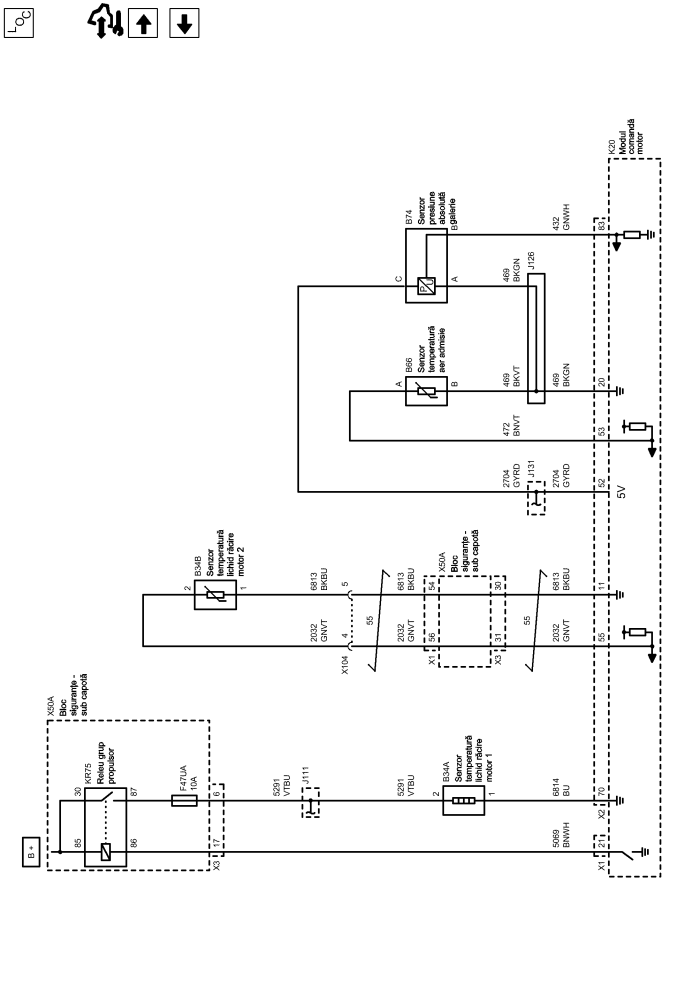 LOC
B +
X50A
Bloc
siguranţe -
sub capotă
KR75
Releu grup
propulsor
30
87
85
86
F47UA
10A
6
17
X3
5291
VTBU
J111
5291
VTBU
B34A
Senzor
temperatură
lichid răcire
motor 1
2
1
6814
BU
5069
BNWH
70
X2
21
X1
B34B
Senzor
temperatură
lichid răcire
motor 2
2
1
6813
BKBU
5
2032
GNVT
4
X104
55
6813
BKBU
2032
GNVT
X50A
Bloc
siguranţe -
sub capotă
54
56
X1
30
31
X3
55
6813
BKBU
2032
GNVT
11
55
B74
Senzor
presiune
absolută
galerie
C
B
A
P
U
432
GNWH
83
469
BKGN
J126
B66
Senzor
temperatură
aer admisie
A
B
469
BKVT
469
BKGN
20
472
BNVT
53
2704
GYRD
J131
2704
GYRD
52
5V
K20
Modul
comandă
motor